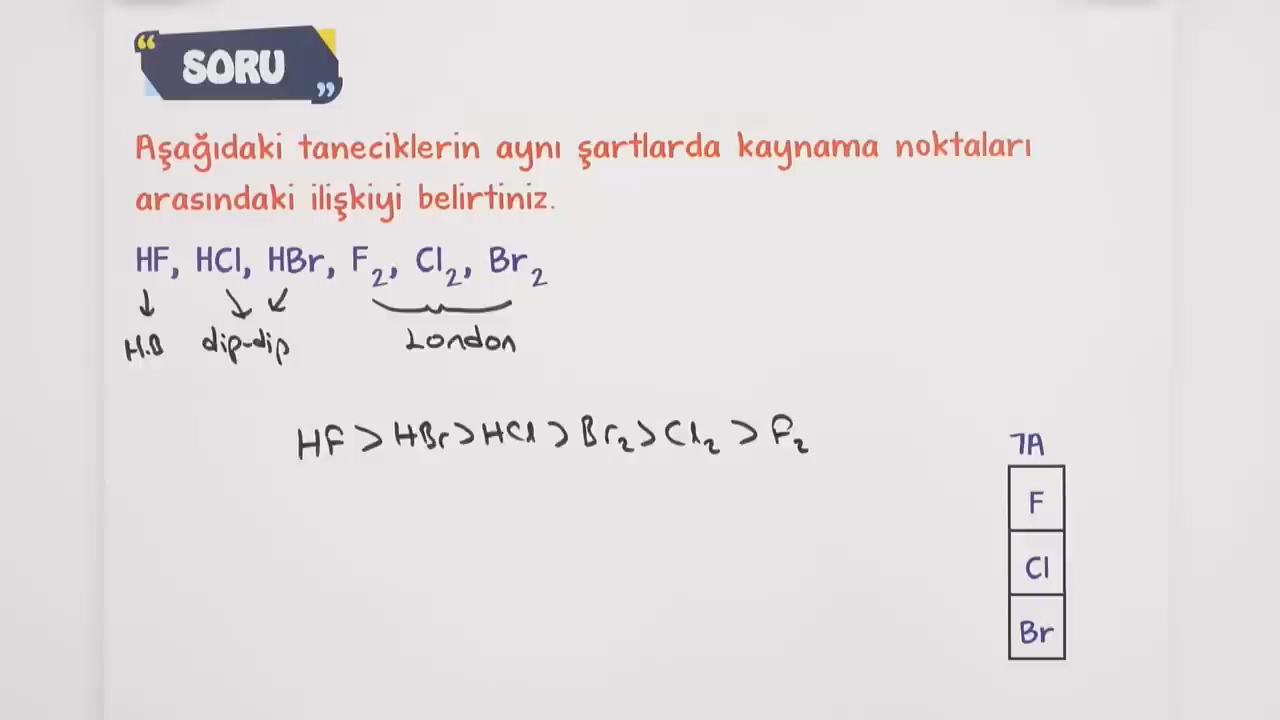 “ SORU ”
Aşağıdaki taneciklerin aynı şartlarda kaynama noktaları
arasındaki ilişkiyi belirtiniz.
HF, HCl, HBr, F₂, Cl₂, Br₂
H.B dip-dip London
HF > HBr > HCl > Br₂ > Cl₂ > F₂
7A
F
Cl
Br